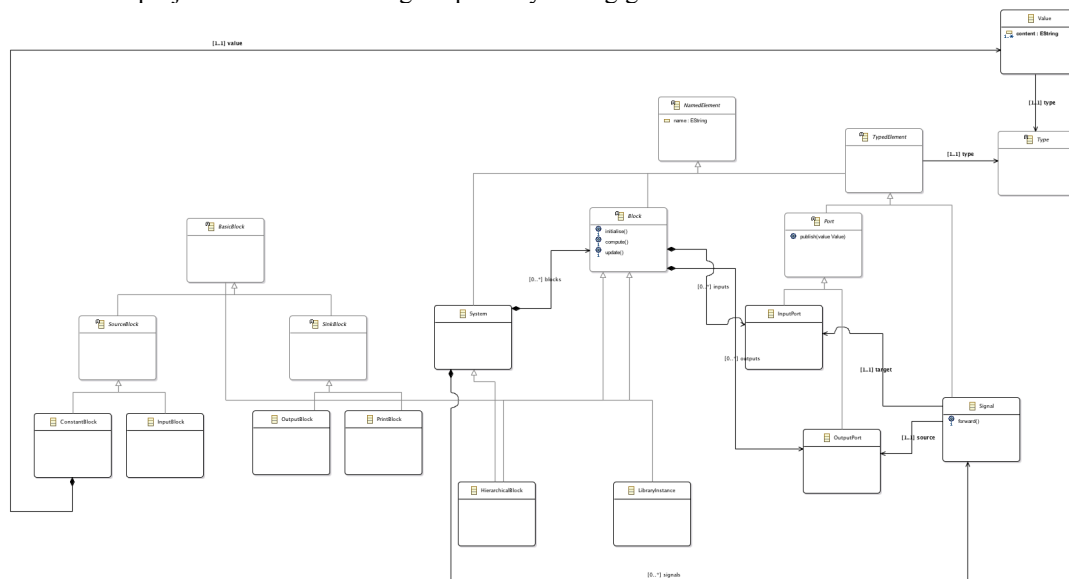 Value
[1..1] value
content : EString
NamedElement
[1..1] type
name : EString
TypedElement
Type
[1..1] type
Block
Port
BasicBlock
initialise()
publish(value Value)
compute()
update()
[0..*] blocks
[0..*] inputs
System
InputPort
SourceBlock
SinkBlock
[0..*] outputs
[1..1] target
Signal
ConstantBlock
InputBlock
OutputBlock
PrintBlock
forward()
OutputPort
[1..1] source
HierarchicalBlock
LibraryInstance
[0..*] signals